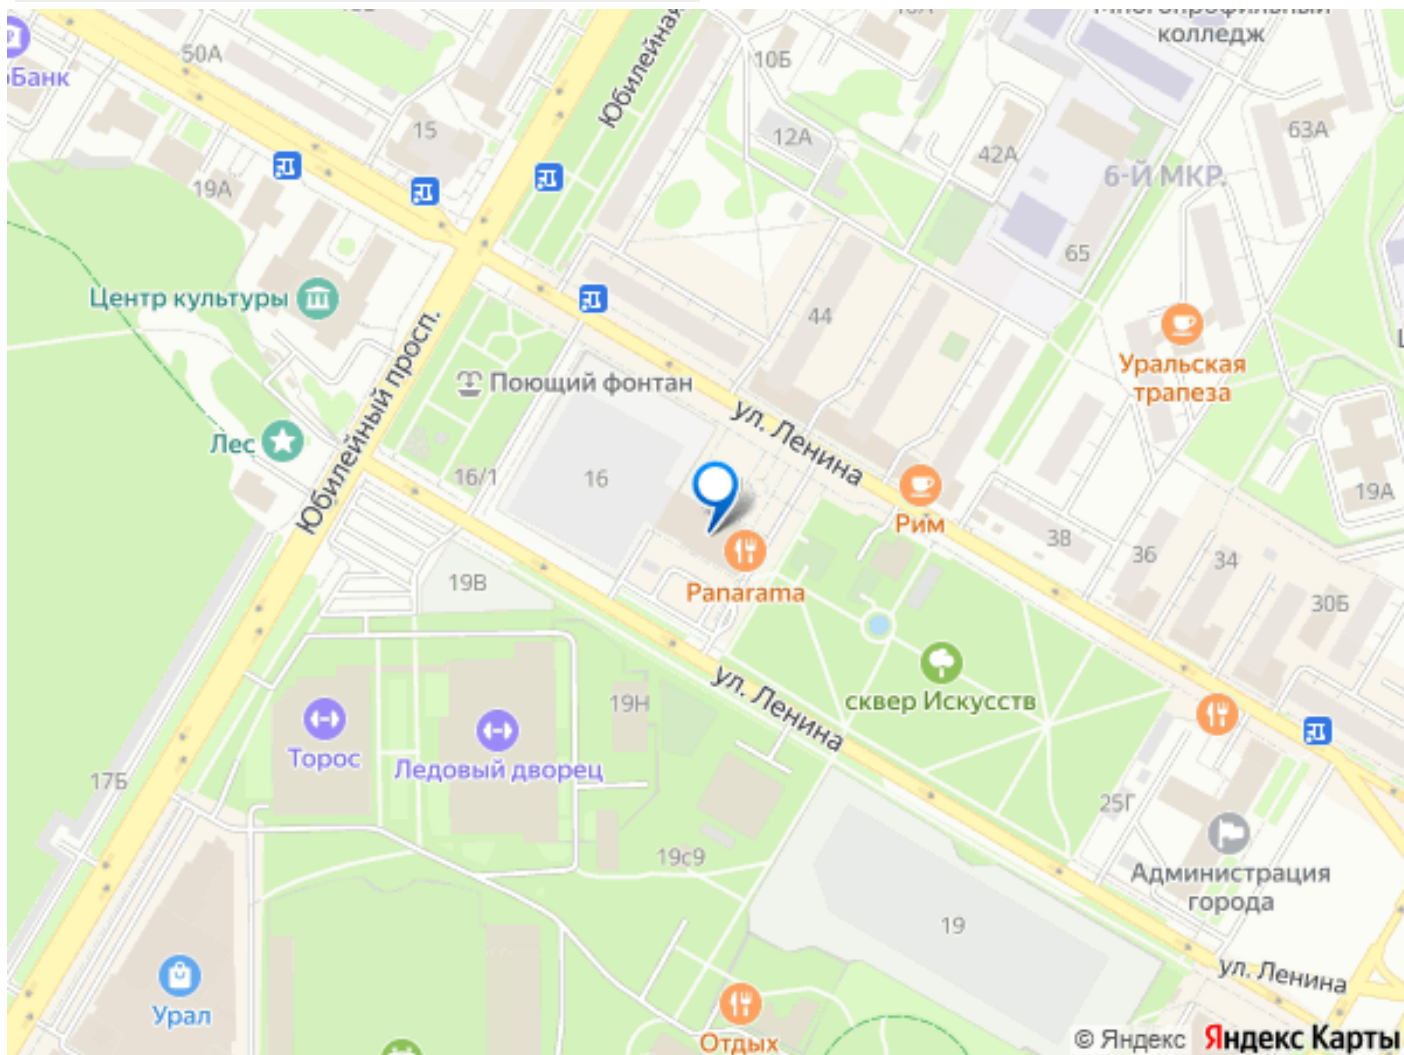 Многопрофильный
колледж
50А
Банк
Юбилейная
10Б
15
12А
42А
63А
6-Й МКР.
19А
65
Центр культуры
44
Юбилейный просп.
Поющий фонтан
Уральская
трапеза
ул. Ленина
Лес
16/1
16
19А
Рим
38
36
34
19В
Panarama
30Б
ул. Ленина
19Н
сквер Искусств
Торос
Ледовый дворец
17Б
25Г
19с9
Администрация
города
19
ул. Ленина
Урал
Отдых
© Яндекс Яндекс Карты